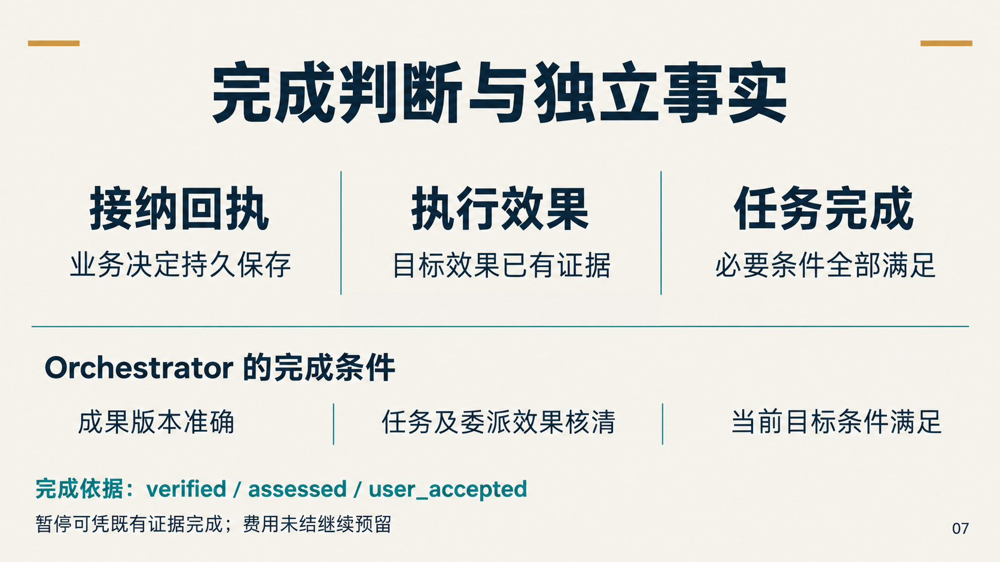 完成判断与独立事实
接纳回执
业务决定持久保存
执行效果
目标效果已有证据
任务完成
必要条件全部满足
Orchestrator 的完成条件
成果版本准确
任务及委派效果核清
当前目标条件满足
完成依据：verified / assessed / user_accepted
暂停可凭既有证据完成；费用未结继续预留
07